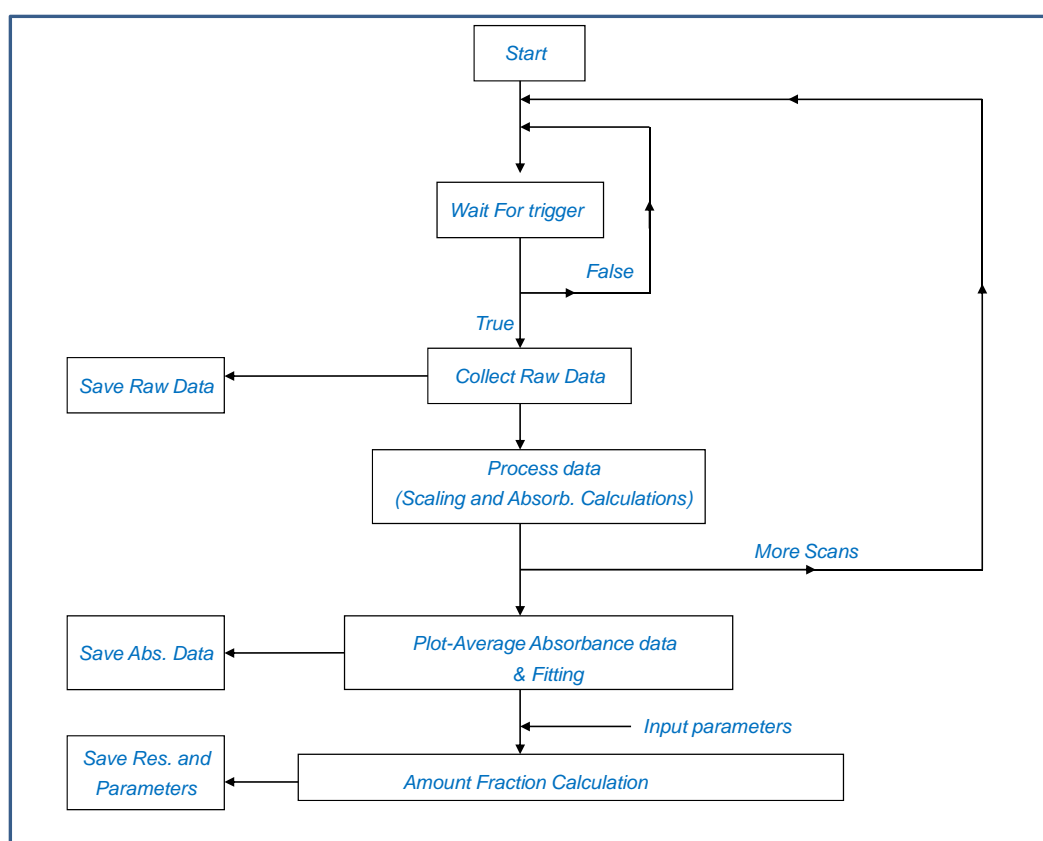 Start
Wait For trigger
False
True
Save Raw Data
Collect Raw Data
Process data
(Scaling and Absorb. Calculations)
More Scans
Save Abs. Data
Plot-Average Absorbance data
& Fitting
Input parameters
Save Res. and
Parameters
Amount Fraction Calculation